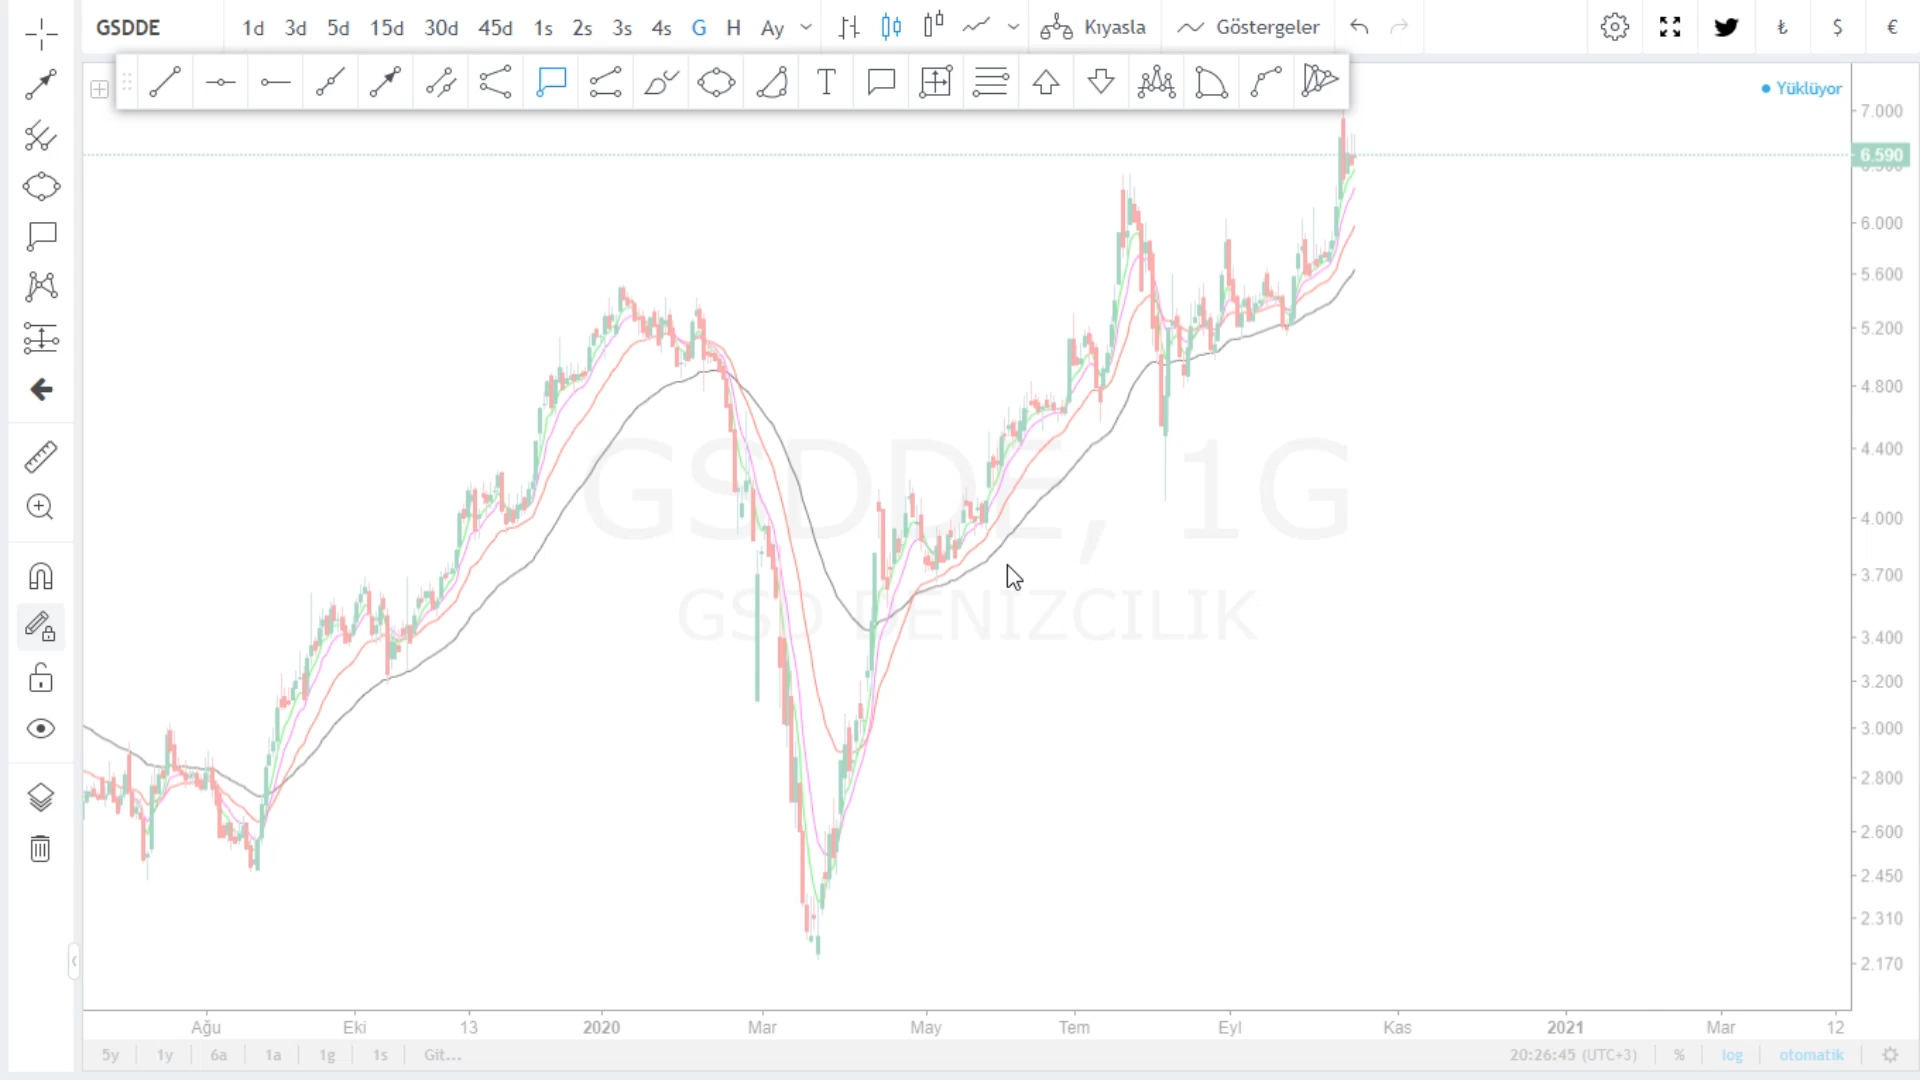 GSDDE 1d 3d 5d 15d 30d 45d 1s 2s 3s 4s G H Ay Kıyasla Göstergeler ₺ $ €
T
Yüklüyor
7.000
6.590
6.000
5.600
5.200
4.800
4.400
4.000
3.700
3.400
3.200
3.000
2.800
2.600
2.450
2.310
2.170
GSDDE, 1G
GSD DENIZCILIK
Ağu Eki 13 2020 Mar May Tem Eyl Kas 2021 Mar 12
5y 1y 6a 1a 1g 1s Git... 20:26:45 (UTC+3) % log otomatik